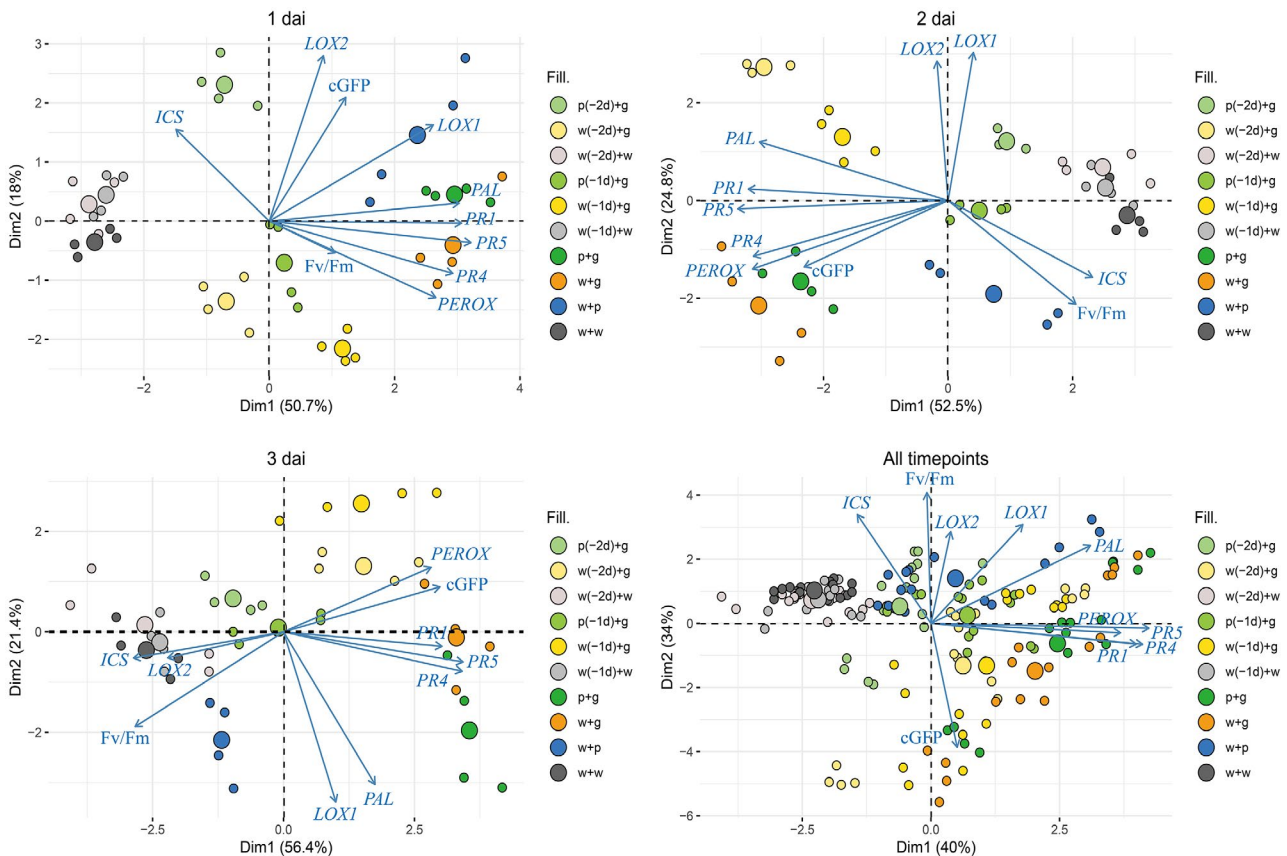 1 dai
3
2
1
0
−1
−2
Dim2 (18%)
LOX2
cGFP
ICS
LOX1
PAL
PR1
PR5
Fv/Fm
PR4
PEROX
−2
0
2
4
Dim1 (50.7%)
Fill.
p(−2d)+g
w(−2d)+g
w(−2d)+w
p(−1d)+g
w(−1d)+g
w(−1d)+w
p+g
w+g
w+p
w+w
2 dai
2
0
−2
Dim2 (24.8%)
LOX2
LOX1
PAL
PR1
PR5
PR4
PEROX
cGFP
ICS
Fv/Fm
−2
0
2
Dim1 (52.5%)
Fill.
p(−2d)+g
w(−2d)+g
w(−2d)+w
p(−1d)+g
w(−1d)+g
w(−1d)+w
p+g
w+g
w+p
w+w
3 dai
2
0
−2
Dim2 (21.4%)
PEROX
cGFP
PR1
ICS
LOX2
PR5
PR4
Fv/Fm
PAL
LOX1
−2.5
0.0
2.5
Dim1 (56.4%)
Fill.
p(−2d)+g
w(−2d)+g
w(−2d)+w
p(−1d)+g
w(−1d)+g
w(−1d)+w
p+g
w+g
w+p
w+w
All timepoints
4
2
0
−2
−4
−6
Dim2 (34%)
Fv/Fm
ICS
LOX2
LOX1
PAL
PEROX
PR5
PR4
PR1
cGFP
−2.5
0.0
2.5
Dim1 (40%)
Fill.
p(−2d)+g
w(−2d)+g
w(−2d)+w
p(−1d)+g
w(−1d)+g
w(−1d)+w
p+g
w+g
w+p
w+w